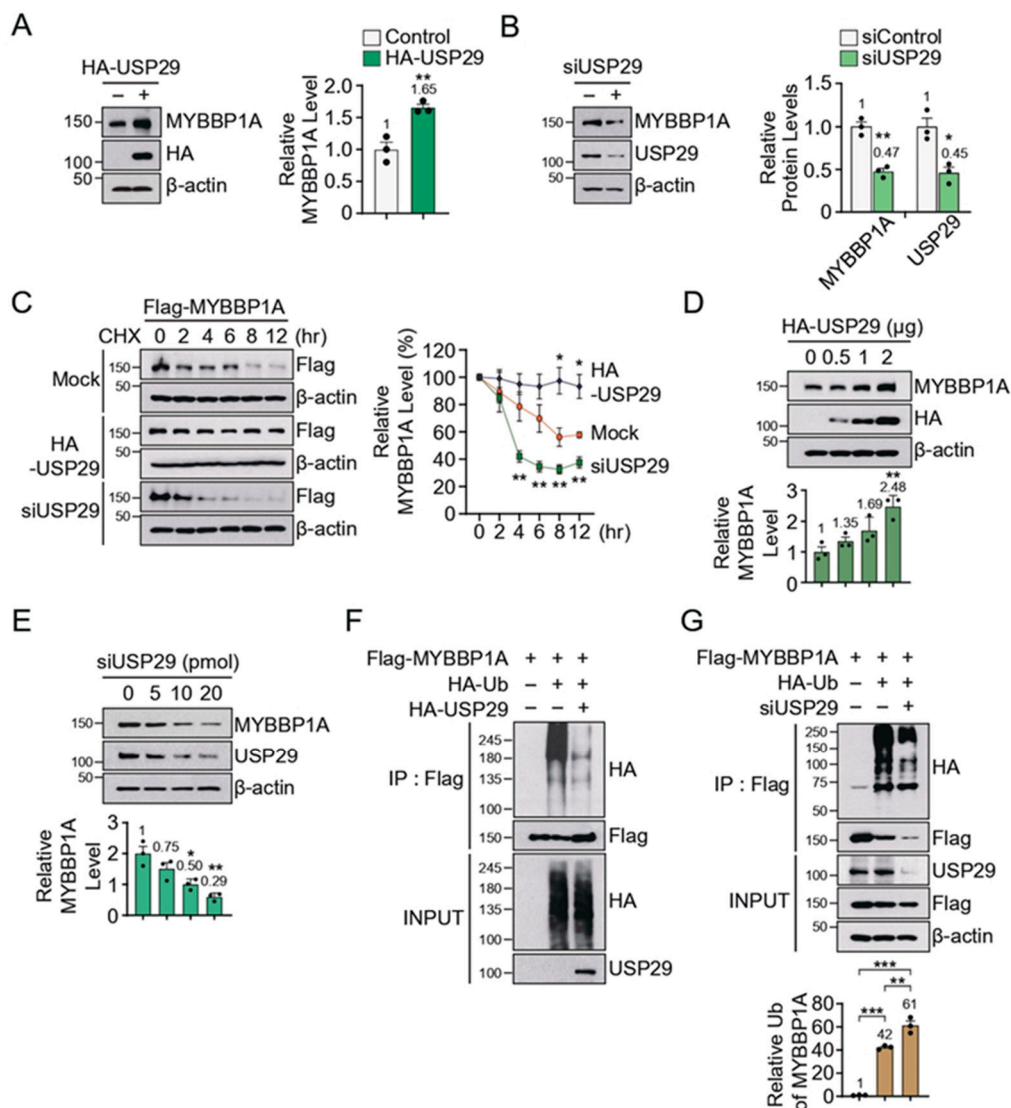 A
HA-USP29
– +
150 MYBBP1A
100 HA
50 β-actin
Control
HA-USP29
Relative
MYBBP1A Level
2.0
1.5
1.0
0.5
0
1
**
1.65
B
siUSP29
– +
150 MYBBP1A
100 USP29
50 β-actin
siControl
siUSP29
Relative
Protein Levels
1.5
1.0
0.5
0
1
**
0.47
1
*
0.45
MYBBP1A
USP29
C
Flag-MYBBP1A
CHX 0 2 4 6 8 12 (hr)
Mock
150 Flag
50 β-actin
HA
-USP29
150 Flag
50 β-actin
siUSP29
150 Flag
50 β-actin
Relative
MYBBP1A Level (%)
120
100
80
60
40
20
0
* *
HA
-USP29
Mock
siUSP29
** ** ** **
0 2 4 6 8 12 (hr)
D
HA-USP29 (μg)
0 0.5 1 2
150 MYBBP1A
100 HA
50 β-actin
Relative
MYBBP1A
Level
3
2
1
0
1
1.35
1.69
**
2.48
E
siUSP29 (pmol)
0 5 10 20
150 MYBBP1A
100 USP29
50 β-actin
Relative
MYBBP1A
Level
3
2
1
0
1
0.75
*
0.50
**
0.29
F
Flag-MYBBP1A + + +
HA-Ub – + +
HA-USP29 – – +
IP : Flag
245
180
135
100
HA
150 Flag
INPUT
245
180
135
100
HA
100 USP29
G
Flag-MYBBP1A + + +
HA-Ub – + +
siUSP29 – – +
IP : Flag
250
150
100
75
50
HA
150 Flag
INPUT
100 USP29
150 Flag
50 β-actin
Relative Ub
of MYBBP1A
80
60
40
20
0
***
***
**
1
42
61